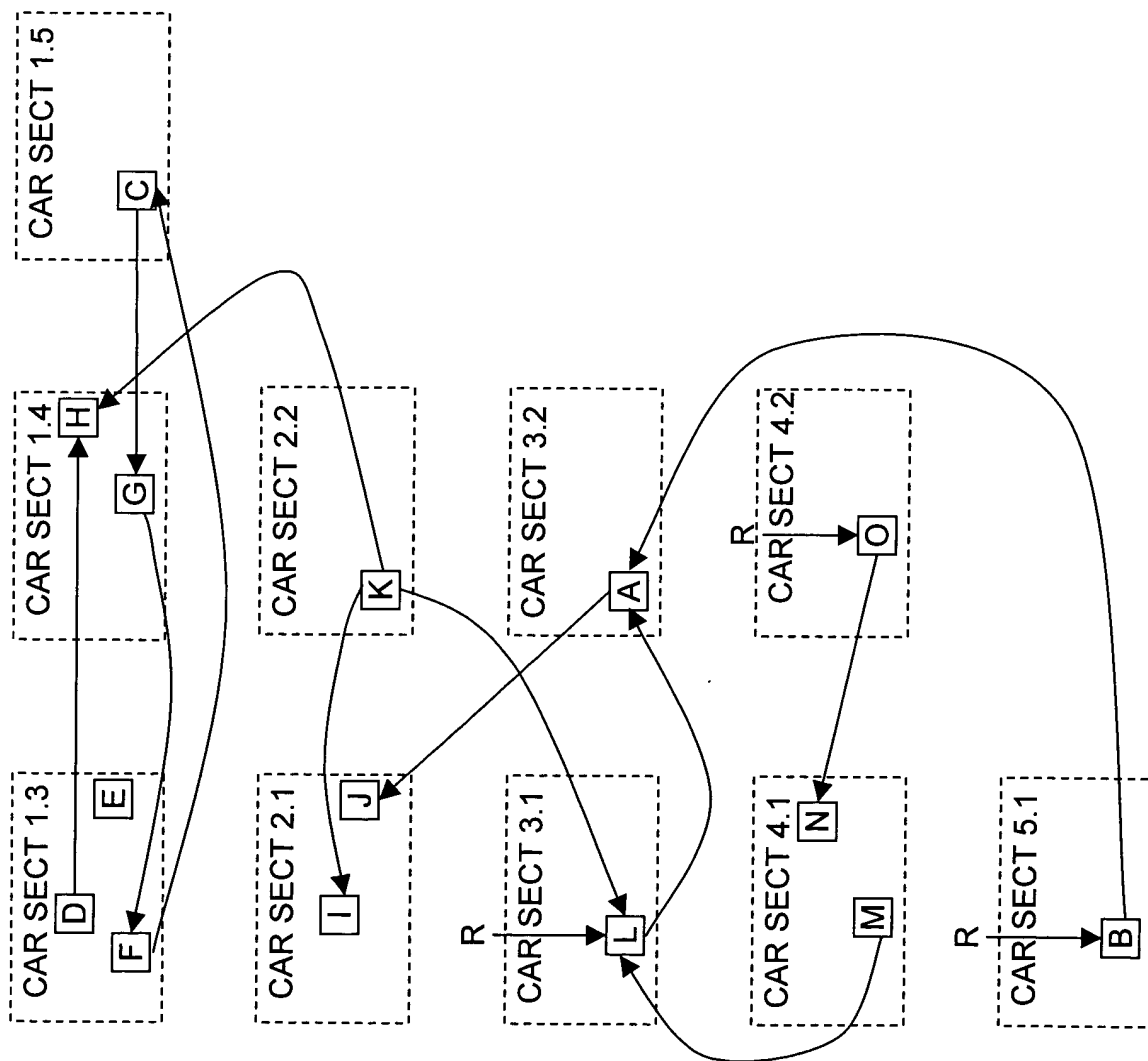 CAR SECT 1.3
D
E
F
CAR SECT 1.4
H
G
CAR SECT 1.5
C
CAR SECT 2.1
I
J
CAR SECT 2.2
K
R
CAR SECT 3.1
L
CAR SECT 3.2
A
CAR SECT 4.1
N
M
R
CAR SECT 4.2
O
R
CAR SECT 5.1
B